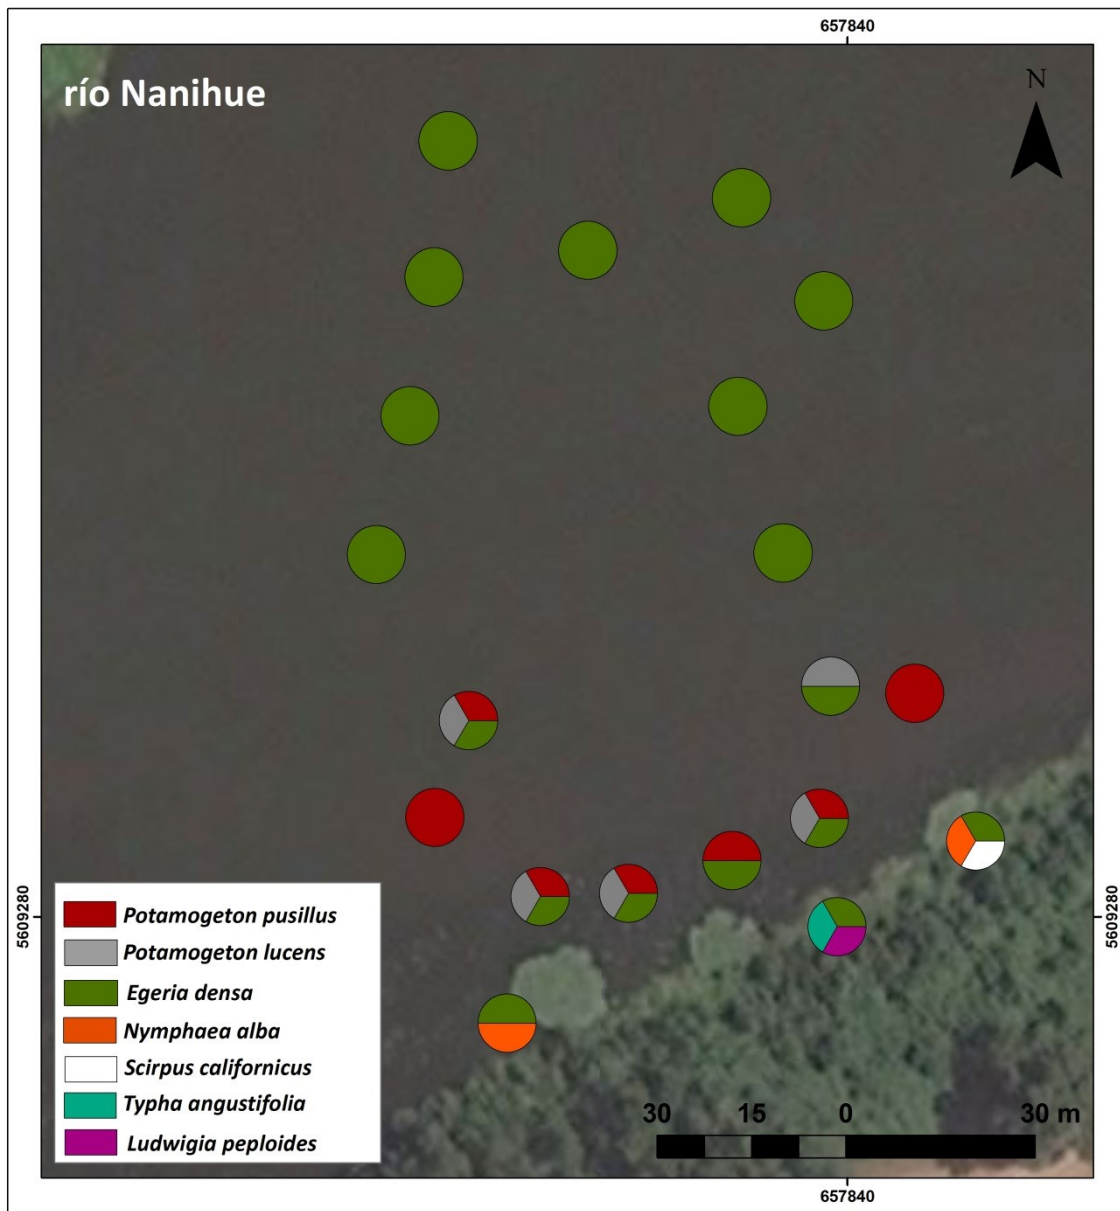 657840
río Nanihue
N
5609280
5609280
Potamogeton pusillus
Potamogeton lucens
Egeria densa
Nymphaea alba
Scirpus californicus
Typha angustifolia
Ludwigia peploides
30 15 0 30 m
657840